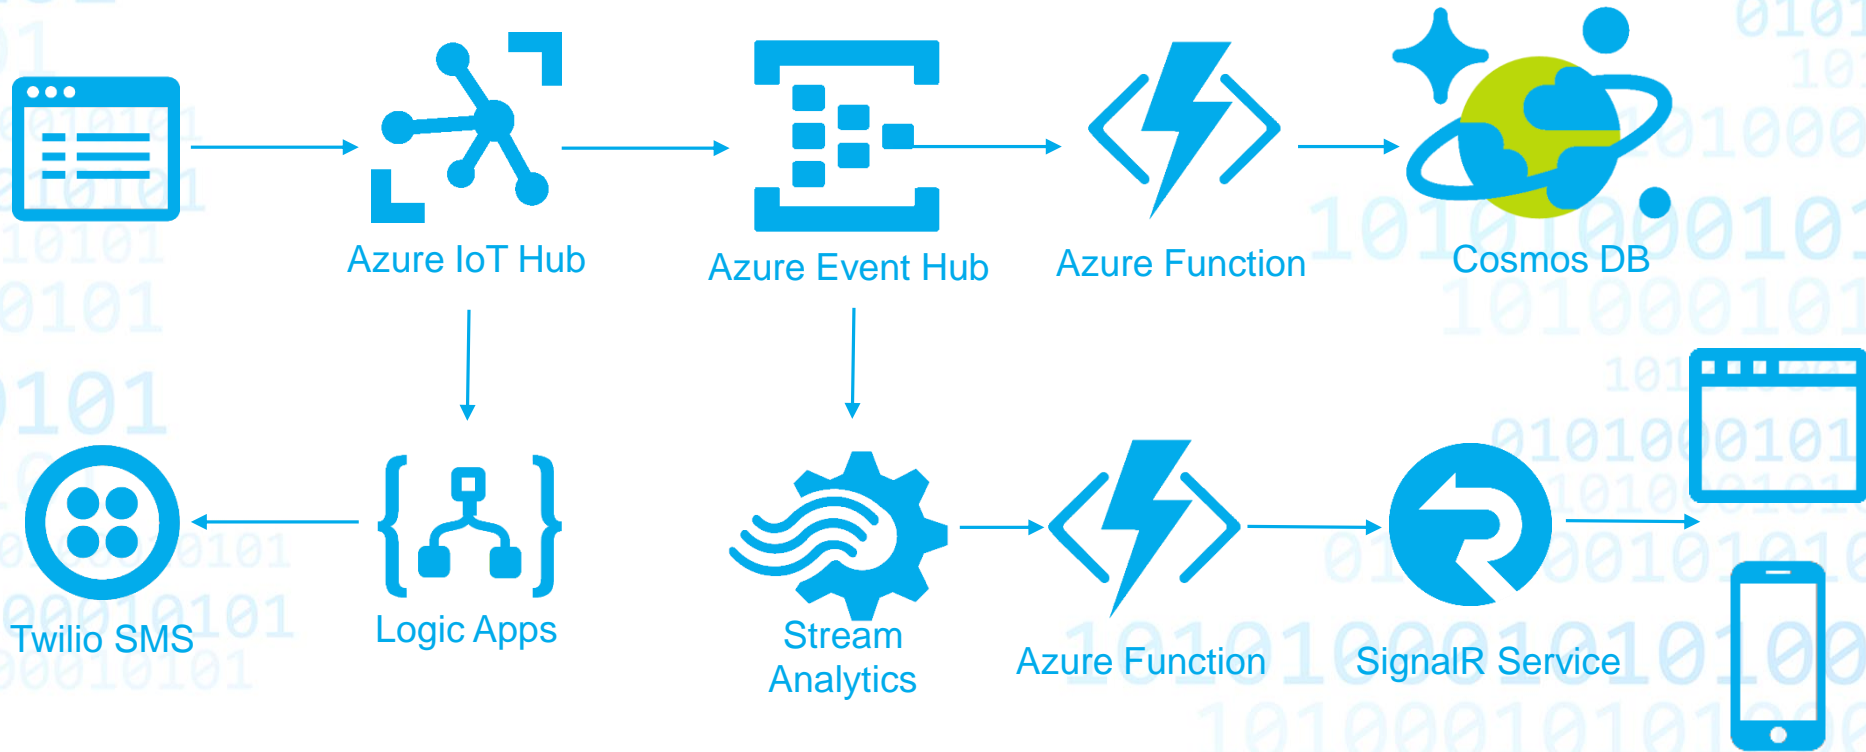 Azure IoT Hub
Azure Event Hub
Azure Function
Cosmos DB
Twilio SMS
Logic Apps
Stream
Analytics
Azure Function
SignalR Service